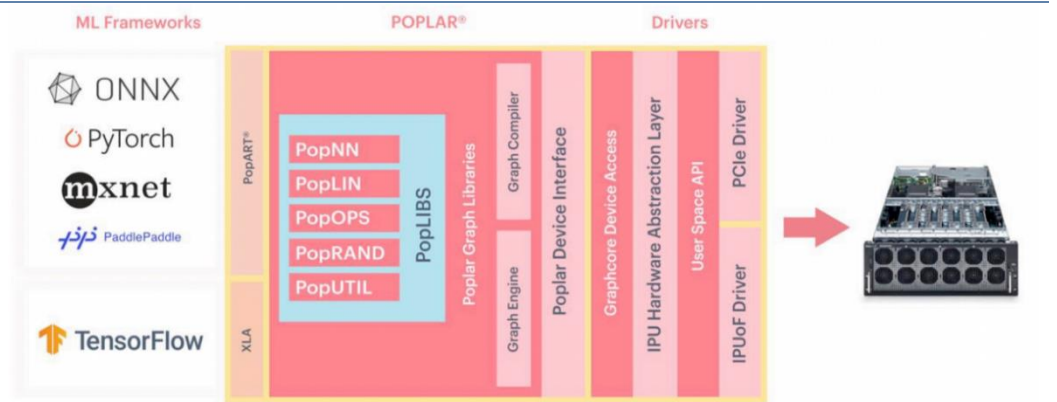 ML Frameworks
POPLAR®
Drivers
ONNX
PyTorch
mxnet
PaddlePaddle
TensorFlow
PopART®
XLA
PopNN
PopLIN
PopOPS
PopRAND
PopUTIL
PopLIBS
Poplar Graph Libraries
Graph Compiler
Graph Engine
Poplar Device Interface
Graphcore Device Access
IPU Hardware Abstraction Layer
User Space API
PCIe Driver
IPUoF Driver